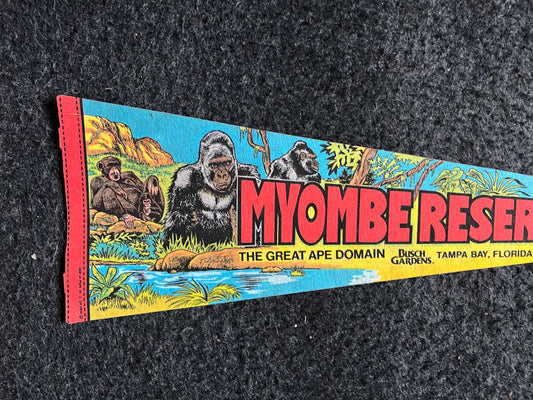 MYOMBE RESER
THE GREAT APE DOMAIN BUSCH GARDENS. TAMPA BAY, FLORIDA